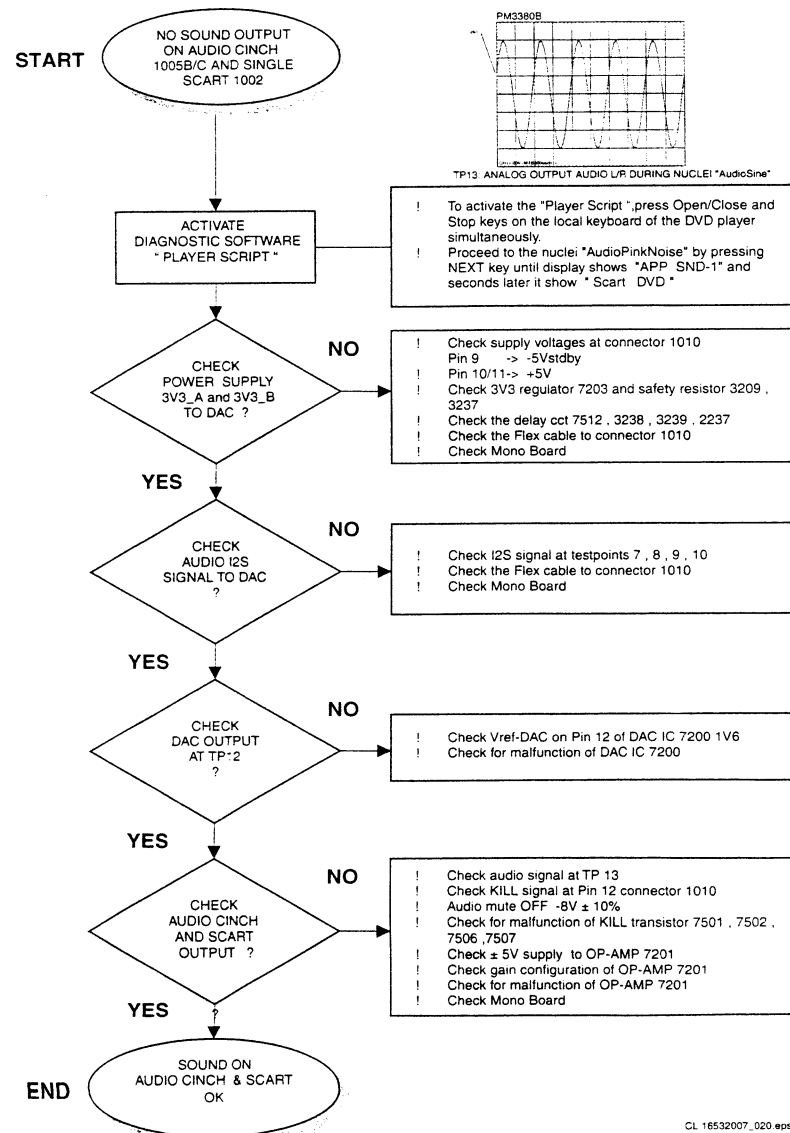 PM3380B
TP13: ANALOG OUTPUT AUDIO L/R DURING NUCLEI "AudioSine"
START
NO SOUND OUTPUT
ON AUDIO CINCH
1005B/C AND SINGLE
SCART 1002
ACTIVATE
DIAGNOSTIC SOFTWARE
" PLAYER SCRIPT "
! To activate the "Player Script ",press Open/Close and
Stop keys on the local keyboard of the DVD player
simultaneously.
! Proceed to the nuclei "AudioPinkNoise" by pressing
NEXT key until display shows "APP SND-1" and
seconds later it show " Scart DVD "
CHECK
POWER SUPPLY
3V3_A and 3V3_B
TO DAC ?
NO
! Check supply voltages at connector 1010
Pin 9 -> -5Vstdby
Pin 10/11-> +5V
! Check 3V3 regulator 7203 and safety resistor 3209 ,
3237
! Check the delay cct 7512 , 3238 , 3239 , 2237
! Check the Flex cable to connector 1010
! Check Mono Board
YES
CHECK
AUDIO I2S
SIGNAL TO DAC
?
NO
! Check I2S signal at testpoints 7 , 8 , 9 , 10
! Check the Flex cable to connector 1010
! Check Mono Board
YES
CHECK
DAC OUTPUT
AT TP12
?
NO
! Check Vref-DAC on Pin 12 of DAC IC 7200 1V6
! Check for malfunction of DAC IC 7200
YES
CHECK
AUDIO CINCH
AND SCART
OUTPUT ?
NO
! Check audio signal at TP 13
! Check KILL signal at Pin 12 connector 1010
! Audio mute OFF -8V ± 10%
! Check for malfunction of KILL transistor 7501 , 7502 ,
7506 ,7507
! Check ± 5V supply to OP-AMP 7201
! Check gain configuration of OP-AMP 7201
! Check for malfunction of OP-AMP 7201
! Check Mono Board
YES
?
END
SOUND ON
AUDIO CINCH & SCART
OK
CL 16532007_020.eps